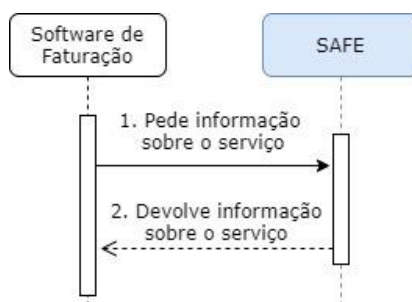 Software de
Faturação
SAFE
1. Pede informação
sobre o serviço
2. Devolve informação
sobre o serviço